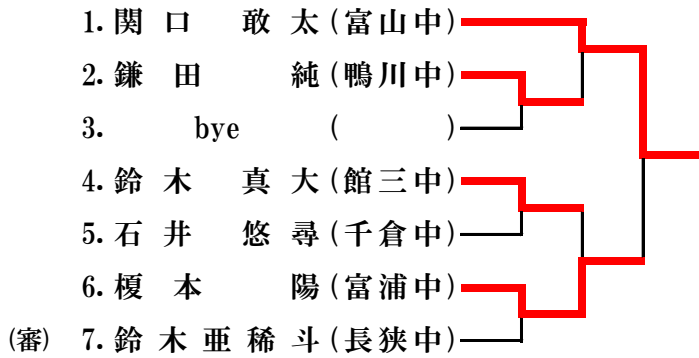 1. 関口 敢太 (富山中)
2. 鎌田 純 (鴨川中)
3. bye ( )
4. 鈴木 真大 (館三中)
5. 石井 悠尋 (千倉中)
6. 榎本 陽 (富浦中)
(審) 7. 鈴木亜稀斗 (長狭中)